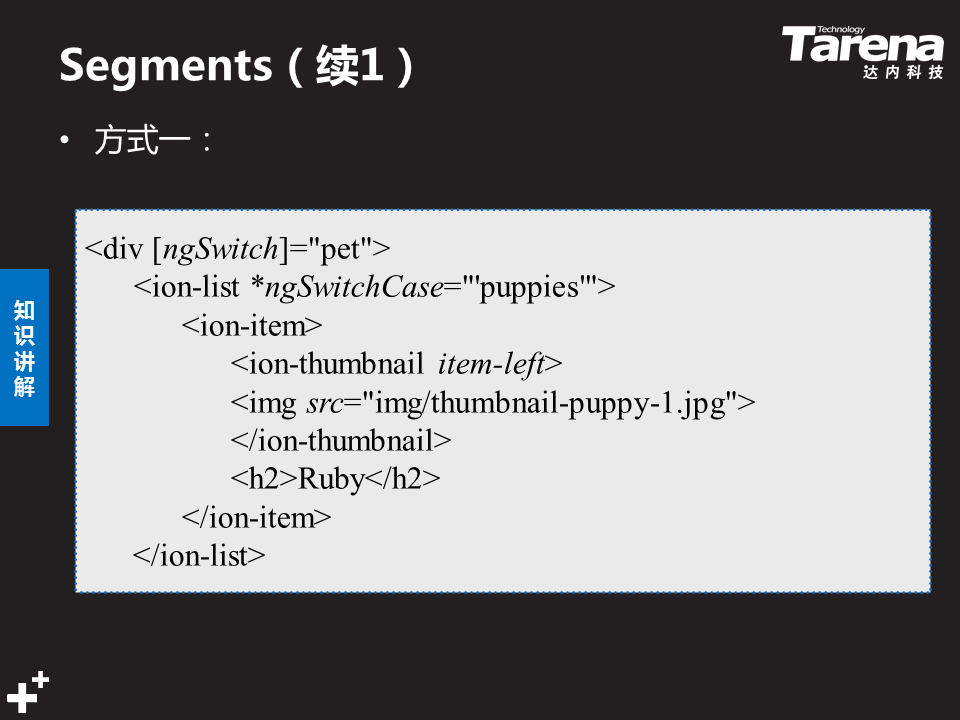 Segments（续1）
Technology
Tarena
达内科技
• 方式一：
知识讲解
<div [ngSwitch]="pet">
<ion-list *ngSwitchCase="'puppies'">
<ion-item>
<ion-thumbnail item-left>
<img src="img/thumbnail-puppy-1.jpg">
</ion-thumbnail>
<h2>Ruby</h2>
</ion-item>
</ion-list>